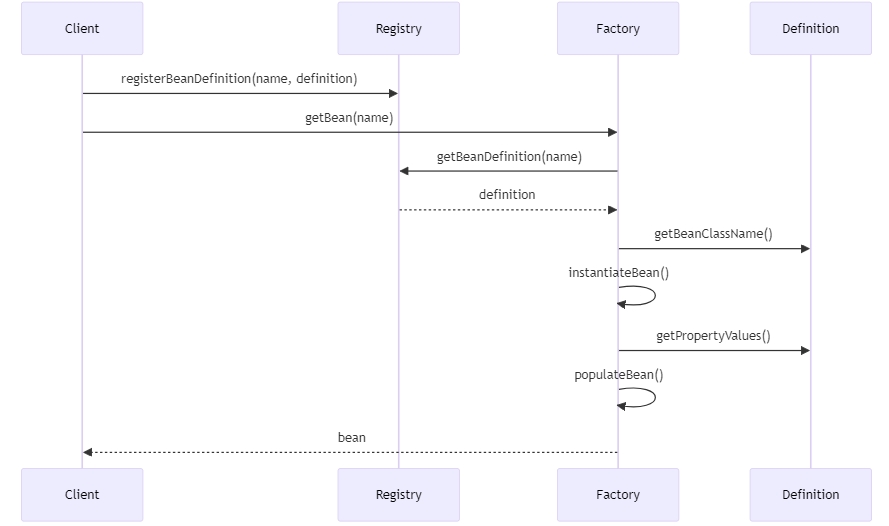 Client
Registry
Factory
Definition
registerBeanDefinition(name, definition)
getBean(name)
getBeanDefinition(name)
definition
getBeanClassName()
instantiateBean()
getPropertyValues()
populateBean()
bean
Client
Registry
Factory
Definition